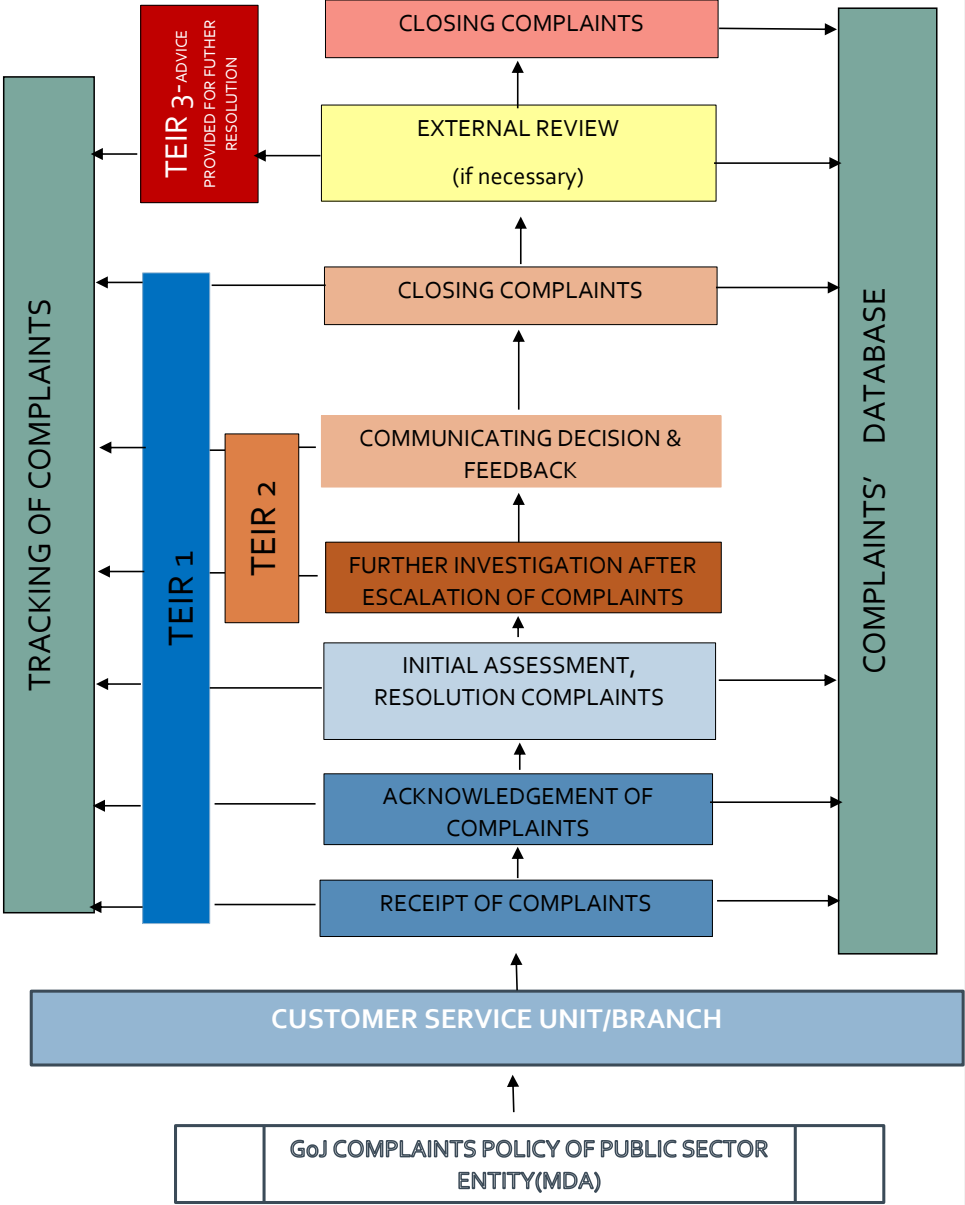 CLOSING COMPLAINTS
TEIR 3-ADVICE
PROVIDED FOR FUTHER
RESOLUTION
EXTERNAL REVIEW
(if necessary)
CLOSING COMPLAINTS
TRACKING OF COMPLAINTS
TEIR 1
TEIR 2
COMMUNICATING DECISION &
FEEDBACK
COMPLAINTS' DATABASE
FURTHER INVESTIGATION AFTER
ESCALATION OF COMPLAINTS
INITIAL ASSESSMENT,
RESOLUTION COMPLAINTS
ACKNOWLEDGEMENT OF
COMPLAINTS
RECEIPT OF COMPLAINTS
CUSTOMER SERVICE UNIT/BRANCH
GoJ COMPLAINTS POLICY OF PUBLIC SECTOR
ENTITY(MDA)